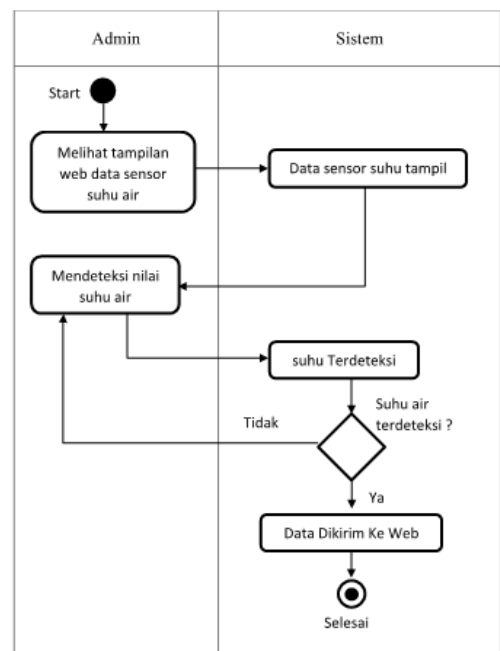 Admin
Sistem
Start
Melihat tampilan
web data sensor
suhu air
Data sensor suhu tampil
Mendeteksi nilai
suhu air
suhu Terdeteksi
Suhu air
terdeteksi ?
Tidak
Ya
Data Dikirim Ke Web
Selesai